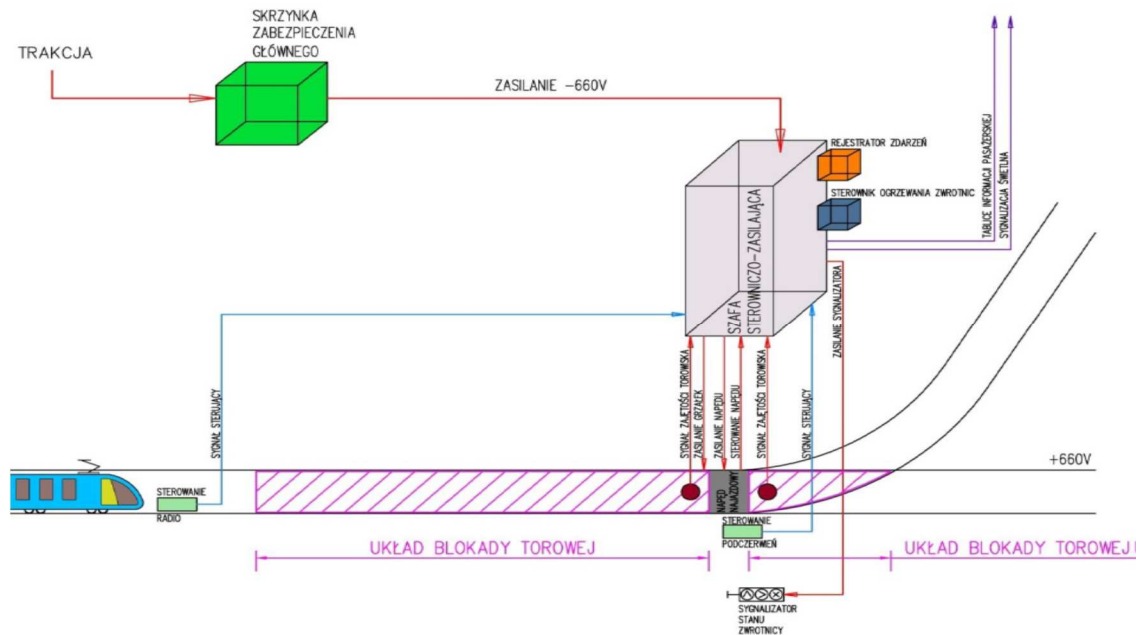 SKRZYNKA
ZABEZPIECZENIA
GŁÓWNEGO
TRAKCJA
ZASILANIE -660V
REJESTRATOR ZDARZEŃ
STEROWNIK OGRZEWANIA ZWROTNIC
TABLICE INFORMACJI PASAŻERSKIEJ
SYGNALIZACJA ŚWIETLNA
SZAFA
STEROWNICZO-ZASILAJĄCA
ZASILANIE SYGNALIZATORA
SYGNAŁ STERUJĄCY
SYGNAŁ ZAJĘTOŚCI TOROWISKA
ZASILANIE GRZAŁEK
ZASILANIE NAPĘDU
STEROWANIE NAPĘDU
SYGNAŁ ZAJĘTOŚCI TOROWISKA
SYGNAŁ STERUJĄCY
+660V
STEROWANIE
RADIO
NAPĘD
NAJAZDOWY
STEROWANIE
PODCZERWIEŃ
UKŁAD BLOKADY TOROWEJ
UKŁAD BLOKADY TOROWEJ
SYGNALIZATOR
STANU
ZWROTNICY